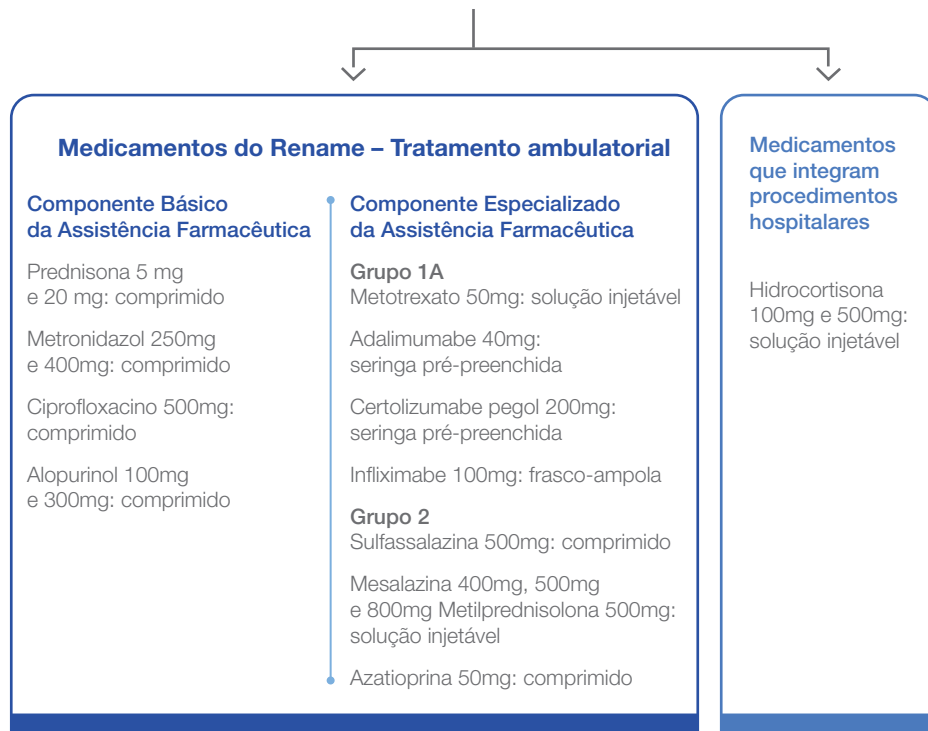 Medicamentos do Rename – Tratamento ambulatorial
Componente Básico
da Assistência Farmacêutica
Prednisona 5 mg
e 20 mg: comprimido
Metronidazol 250mg
e 400mg: comprimido
Ciprofloxacino 500mg:
comprimido
Alopurinol 100mg
e 300mg: comprimido
Componente Especializado
da Assistência Farmacêutica
Grupo 1A
Metotrexato 50mg: solução injetável
Adalimumabe 40mg:
seringa pré-preenchida
Certolizumabe pegol 200mg:
seringa pré-preenchida
Infliximabe 100mg: frasco-ampola
Grupo 2
Sulfassalazina 500mg: comprimido
Mesalazina 400mg, 500mg
e 800mg Metilprednisolona 500mg:
solução injetável
Azatioprina 50mg: comprimido
Medicamentos
que integram
procedimentos
hospitalares
Hidrocortisona
100mg e 500mg:
solução injetável